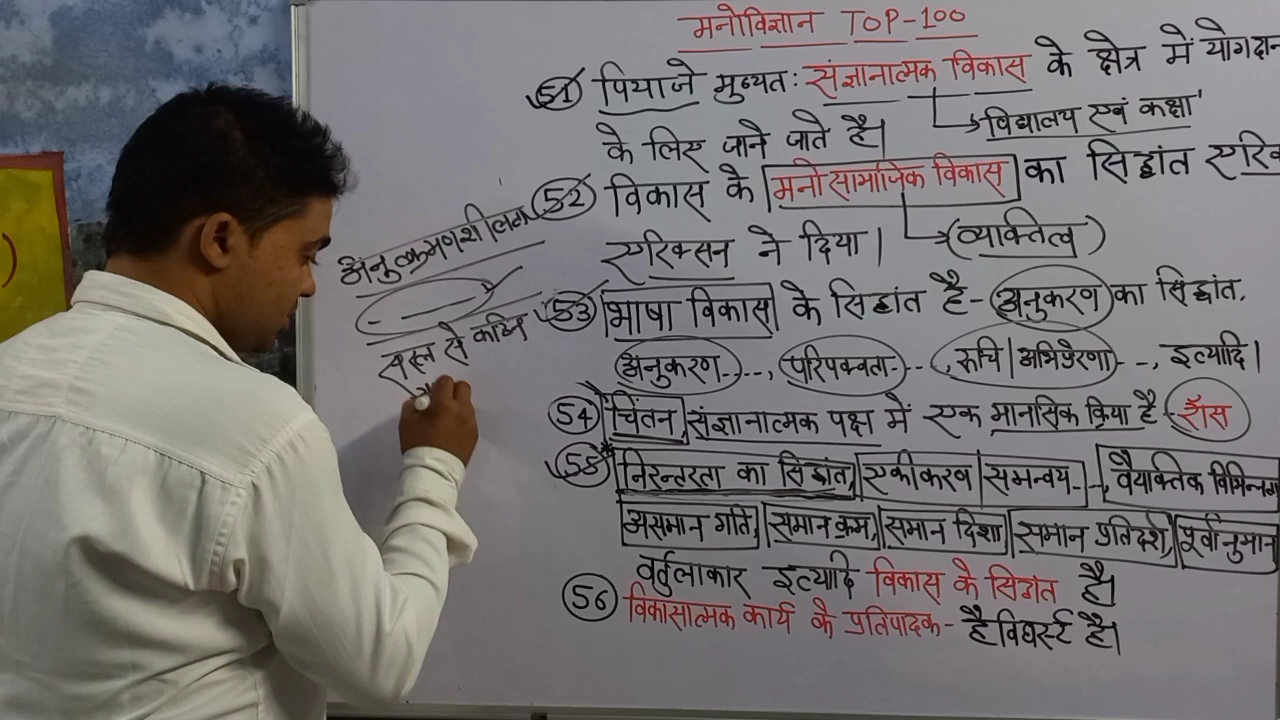 मनोविज्ञान TOP-100
51 पियाजे मुख्यतः संज्ञानात्मक विकास के क्षेत्र में योगदान
→ विद्यालय एवं कक्षा
के लिए जाने जाते है।
52 विकास के मनोसामाजिक विकास का सिद्धांत एरिक
एरिक्सन ने दिया। → (व्यक्तित्व)
53 भाषा विकास के सिद्धांत है - अनुकरण का सिद्धांत,
अनुकरण..., परिपक्वता..., रूचि | अभिप्रेरणा..., इत्यादि।
54 चिंतन, संज्ञानात्मक पक्ष में एक मानसिक क्रिया है - रॉस
55 निरन्तरता का सिद्धांत, एकीकरण, समन्वय..., वैयक्तिक
असमान गति, समान क्रम, समान दिशा, समान प्रतिदर्श, पूर्वानुमान
वर्तुलाकार इत्यादि विकास के सिद्धांत है।
56 विकासात्मक कार्य के प्रतिपादक - हैविघर्स्ट है।
अनुत्क्रमणशीलता
सरल से कठिन